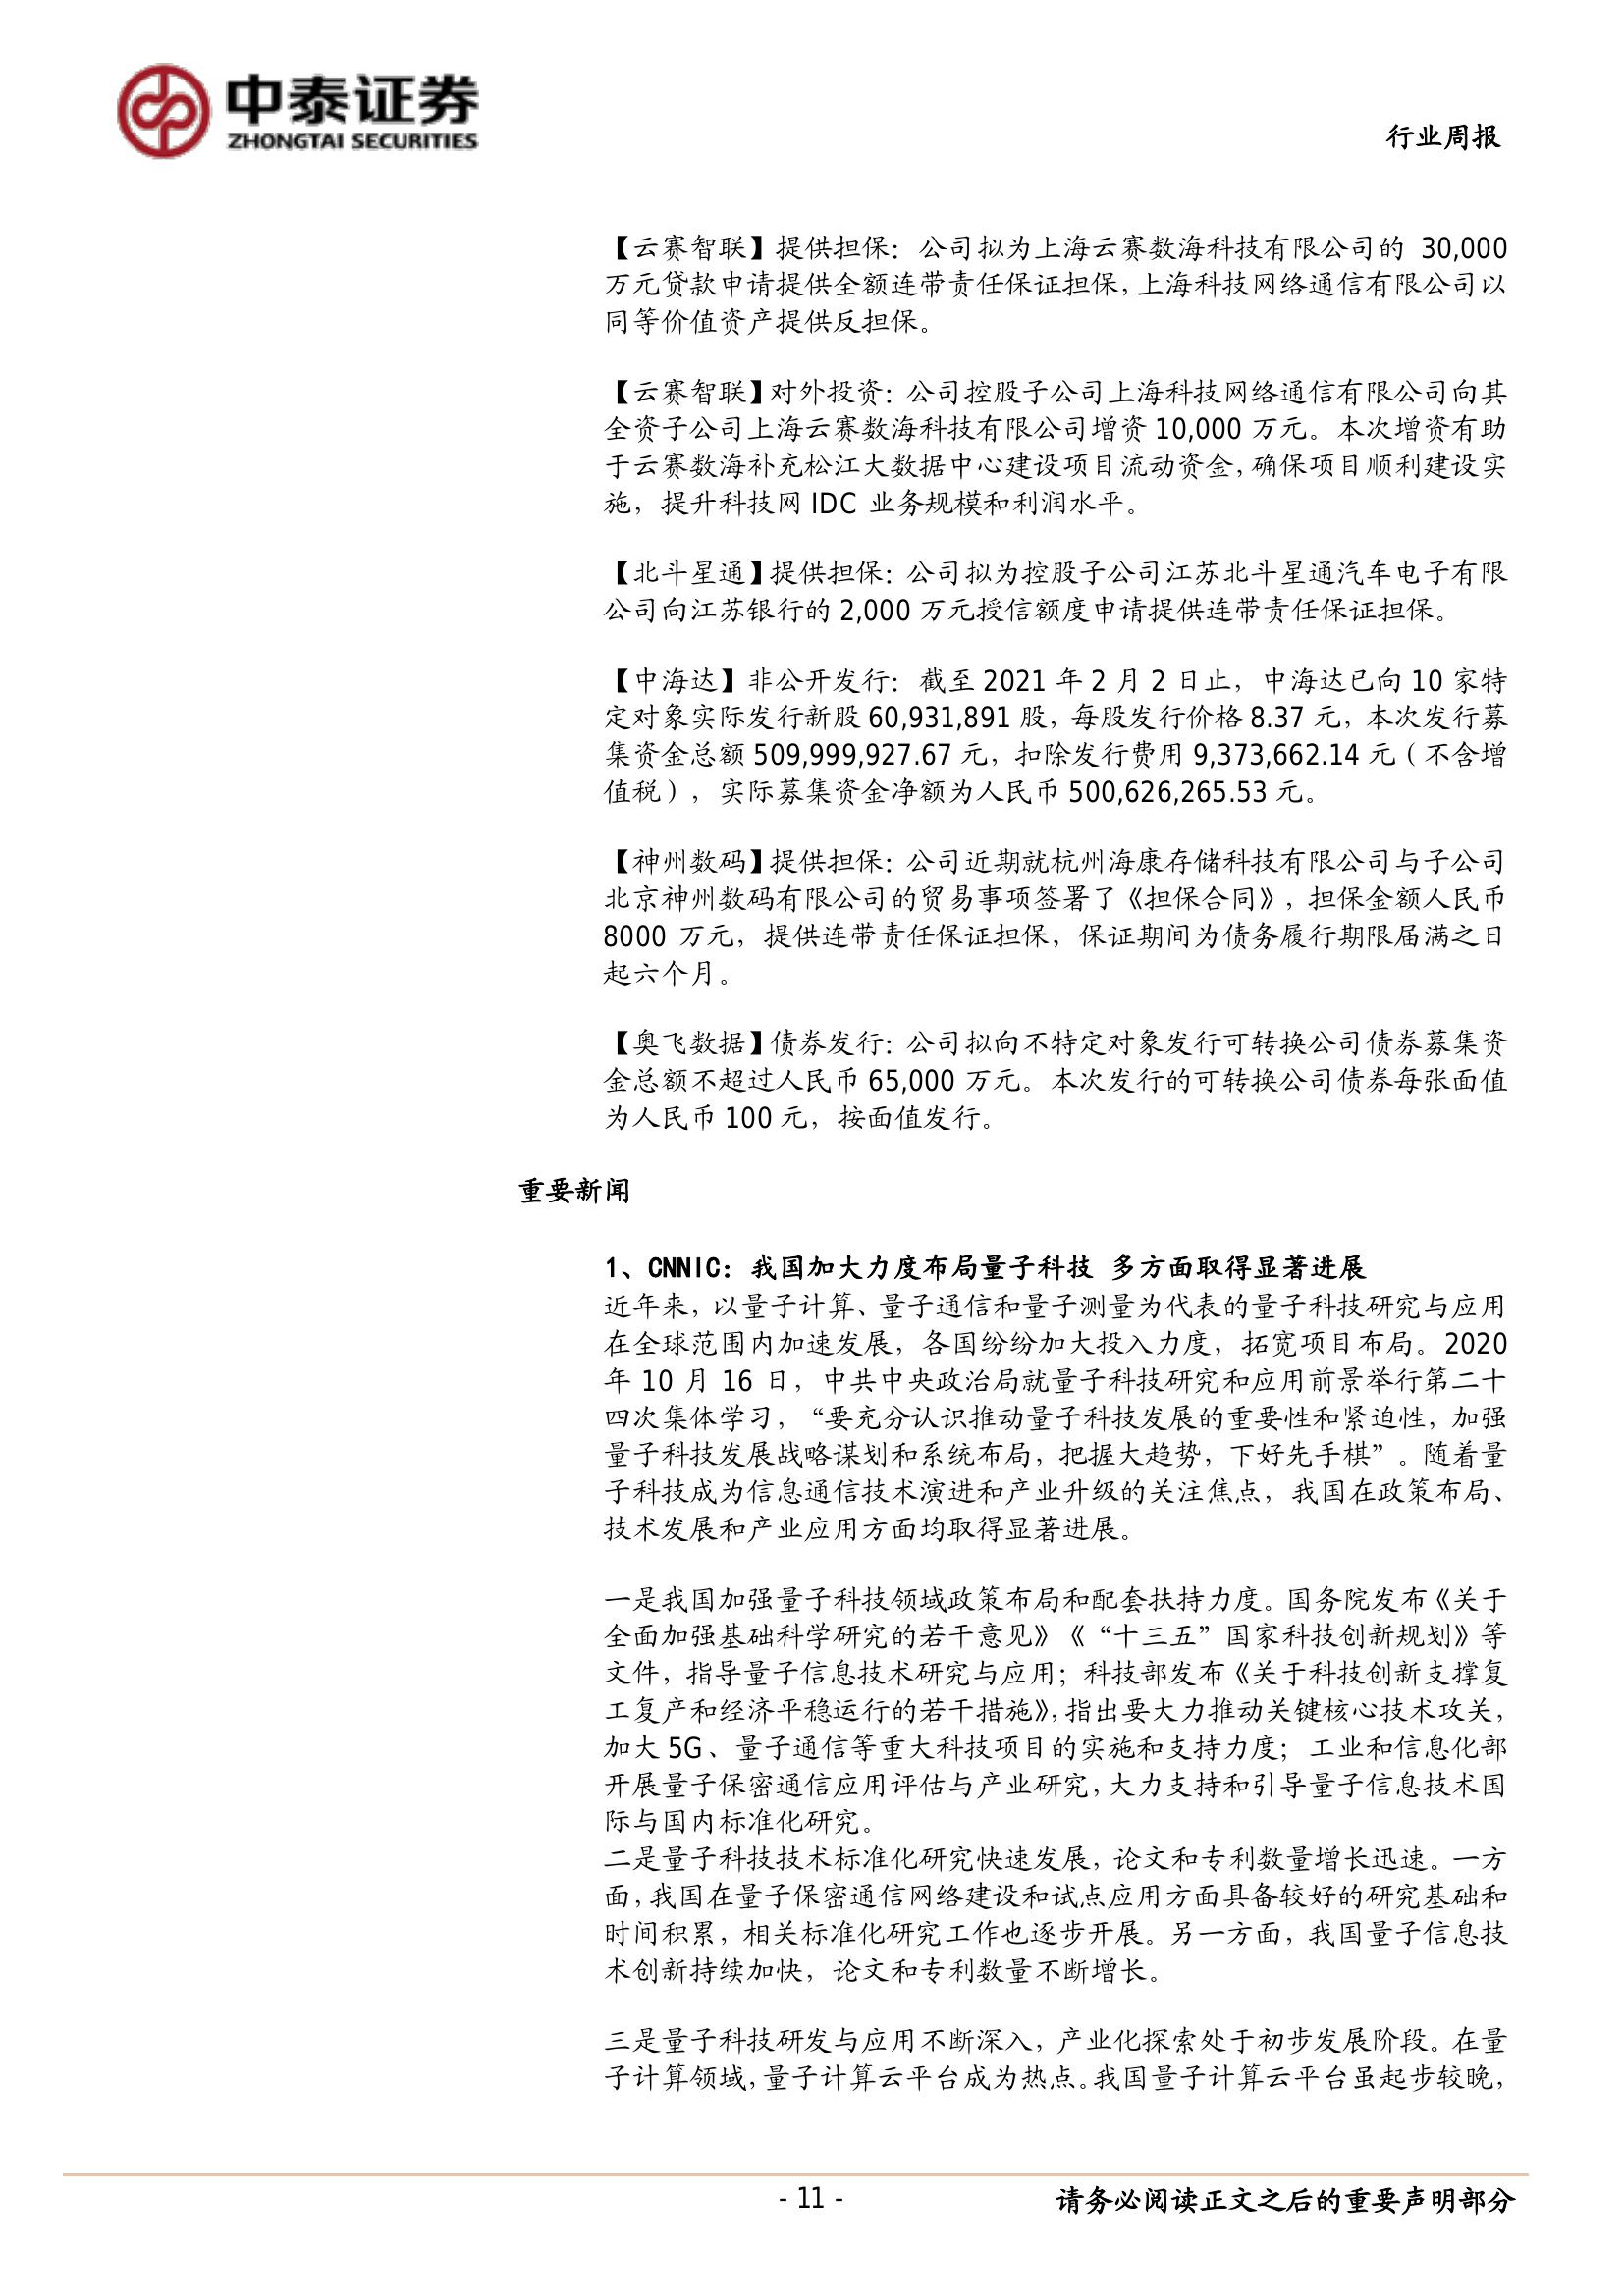 中泰证券
ZHONGTAI SECURITIES
行业周报
【云赛智联】提供担保：公司拟为上海云赛数海科技有限公司的 30,000
万元贷款申请提供全额连带责任保证担保，上海科技网络通信有限公司以
同等价值资产提供反担保。
【云赛智联】对外投资：公司控股子公司上海科技网络通信有限公司向其
全资子公司上海云赛数海科技有限公司增资 10,000 万元。本次增资有助
于云赛数海补充松江大数据中心建设项目流动资金，确保项目顺利建设实
施，提升科技网 IDC 业务规模和利润水平。
【北斗星通】提供担保：公司拟为控股子公司江苏北斗星通汽车电子有限
公司向江苏银行的 2,000 万元授信额度申请提供连带责任保证担保。
【中海达】非公开发行：截至 2021 年 2 月 2 日止，中海达已向 10 家特
定对象实际发行新股 60,931,891 股，每股发行价格 8.37 元，本次发行募
集资金总额 509,999,927.67 元，扣除发行费用 9,373,662.14 元（不含增
值税），实际募集资金净额为人民币 500,626,265.53 元。
【神州数码】提供担保：公司近期就杭州海康存储科技有限公司与子公司
北京神州数码有限公司的贸易事项签署了《担保合同》，担保金额人民币
8000 万元，提供连带责任保证担保，保证期间为债务履行期限届满之日
起六个月。
【奥飞数据】债券发行：公司拟向不特定对象发行可转换公司债券募集资
金总额不超过人民币 65,000 万元。本次发行的可转换公司债券每张面值
为人民币 100 元，按面值发行。
重要新闻
1、CNNIC：我国加大力度布局量子科技 多方面取得显著进展
近年来，以量子计算、量子通信和量子测量为代表的量子科技研究与应用
在全球范围内加速发展，各国纷纷加大投入力度，拓宽项目布局。2020
年 10 月 16 日，中共中央政治局就量子科技研究和应用前景举行第二十
四次集体学习，“要充分认识推动量子科技发展的重要性和紧迫性，加强
量子科技发展战略谋划和系统布局，把握大趋势，下好先手棋”。随着量
子科技成为信息通信技术演进和产业升级的关注焦点，我国在政策布局、
技术发展和产业应用方面均取得显著进展。
一是我国加强量子科技领域政策布局和配套扶持力度。国务院发布《关于
全面加强基础科学研究的若干意见》《“十三五”国家科技创新规划》等
文件，指导量子信息技术研究与应用；科技部发布《关于科技创新支撑复
工复产和经济平稳运行的若干措施》，指出要大力推动关键核心技术攻关，
加大 5G、量子通信等重大科技项目的实施和支持力度；工业和信息化部
开展量子保密通信应用评估与产业研究，大力支持和引导量子信息技术国
际与国内标准化研究。
二是量子科技技术标准化研究快速发展，论文和专利数量增长迅速。一方
面，我国在量子保密通信网络建设和试点应用方面具备较好的研究基础和
时间积累，相关标准化研究工作也逐步开展。另一方面，我国量子信息技
术创新持续加快，论文和专利数量不断增长。
三是量子科技研发与应用不断深入，产业化探索处于初步发展阶段。在量
子计算领域，量子计算云平台成为热点。我国量子计算云平台虽起步较晚，
- 11 -
请务必阅读正文之后的重要声明部分